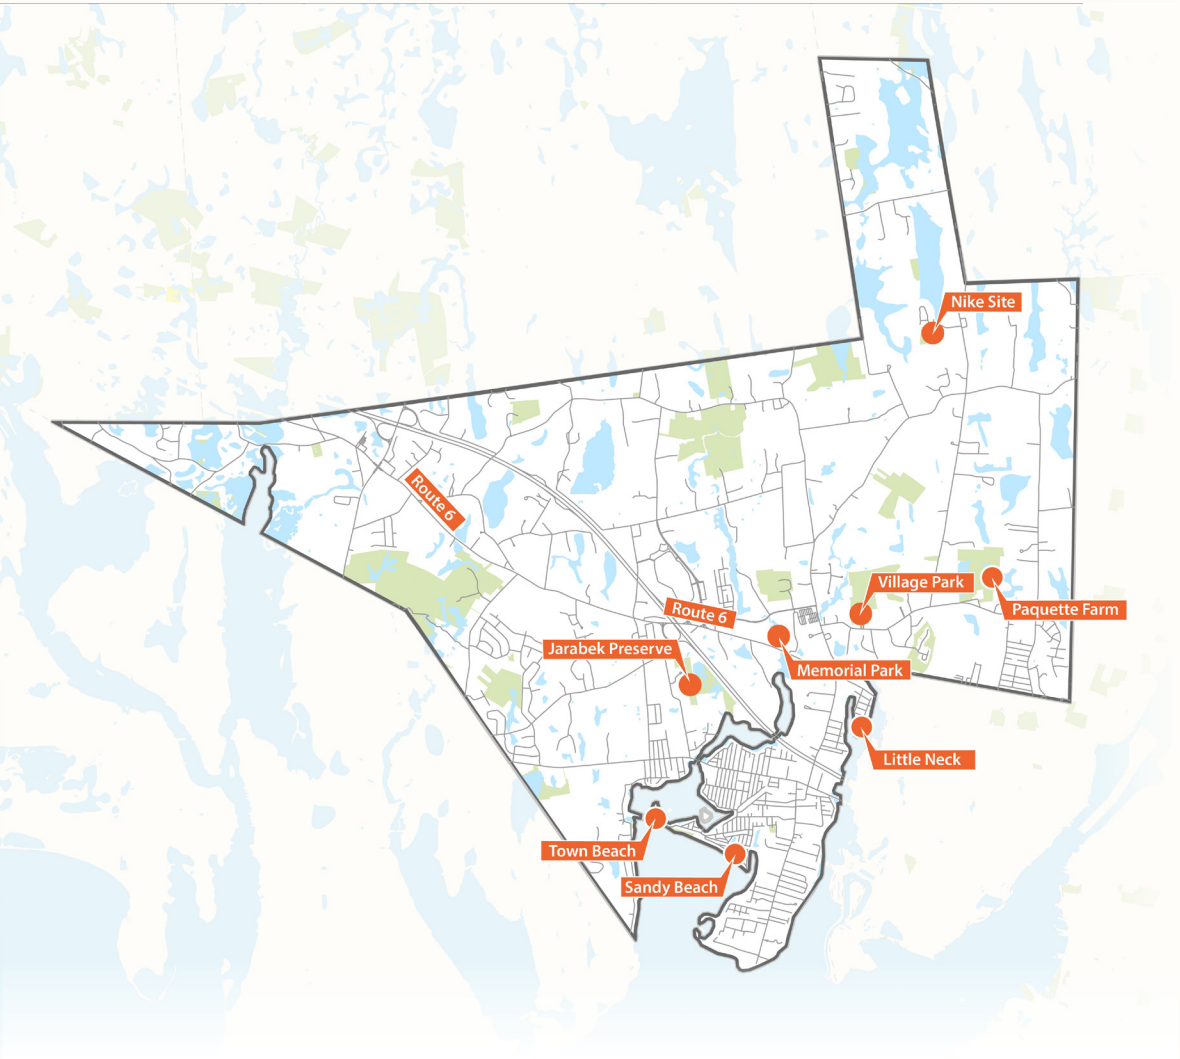 Nike Site
Route 6
Village Park
Route 6
Paquette Farm
Jarabek Preserve
Memorial Park
Little Neck
Town Beach
Sandy Beach